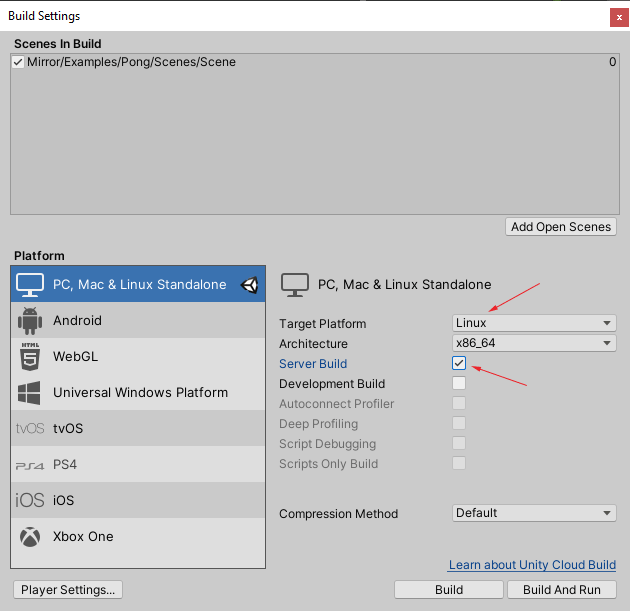 Build Settings
x
Scenes In Build
Mirror/Examples/Pong/Scenes/Scene 0
Add Open Scenes
Platform
PC, Mac & Linux Standalone
Android
HTML
WebGL
Universal Windows Platform
tvOS tvOS
PS4 PS4
iOS iOS
Xbox One
PC, Mac & Linux Standalone
Target Platform Linux
Architecture x86_64
Server Build
Development Build
Autoconnect Profiler
Deep Profiling
Script Debugging
Scripts Only Build
Compression Method Default
Learn about Unity Cloud Build
Player Settings... Build Build And Run